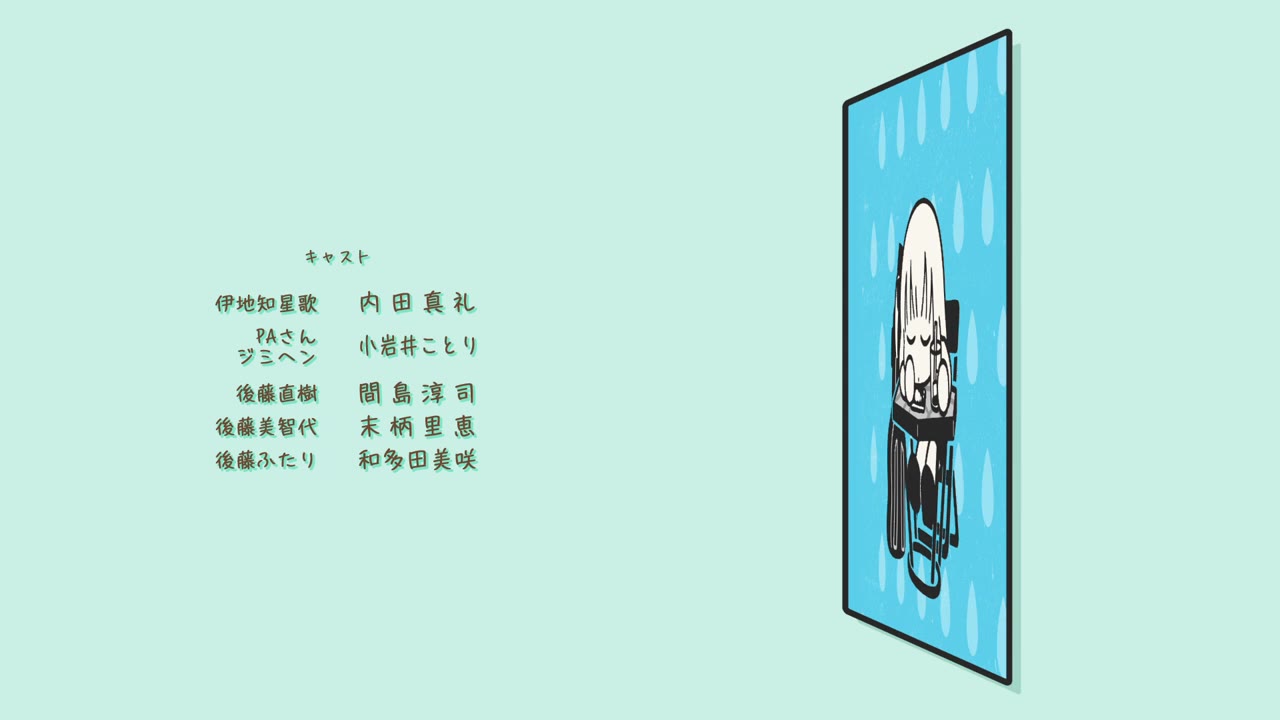 キャスト
伊地知星歌 内田真礼
PAさん
ジミヘン 小岩井ことり
後藤直樹 間島淳司
後藤美智代 末柄里恵
後藤ふたり 和多田美咲